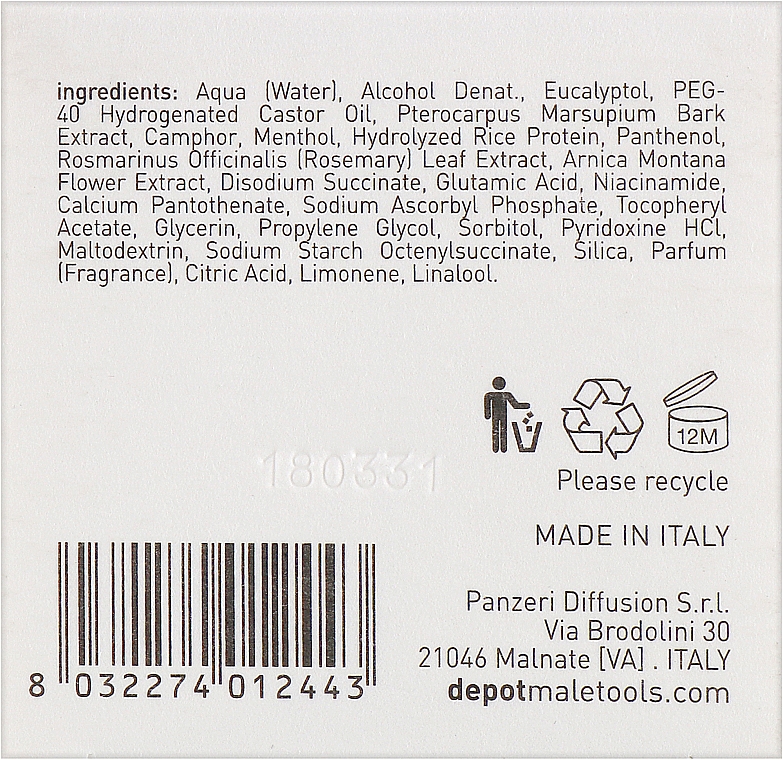 ingredients: Aqua (Water), Alcohol Denat., Eucalyptol, PEG-
40 Hydrogenated Castor Oil, Pterocarpus Marsupium Bark
Extract, Camphor, Menthol, Hydrolyzed Rice Protein, Panthenol,
Rosmarinus Officinalis (Rosemary) Leaf Extract, Arnica Montana
Flower Extract, Disodium Succinate, Glutamic Acid, Niacinamide,
Calcium Pantothenate, Sodium Ascorbyl Phosphate, Tocopheryl
Acetate, Glycerin, Propylene Glycol, Sorbitol, Pyridoxine HCl,
Maltodextrin, Sodium Starch Octenylsuccinate, Silica, Parfum
(Fragrance), Citric Acid, Limonene, Linalool.
12M
180331
Please recycle
MADE IN ITALY
Panzeri Diffusion S.r.l.
Via Brodolini 30
21046 Malnate [VA] . ITALY
depotmaletools.com
8 032274 012443